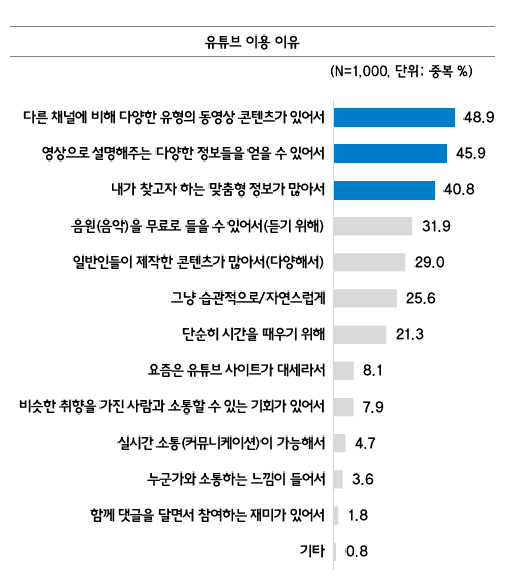 유튜브 이용 이유
(N=1,000, 단위; 중복 %)
다른 채널에 비해 다양한 유형의 동영상 콘텐츠가 있어서 48.9
영상으로 설명해주는 다양한 정보들을 얻을 수 있어서 45.9
내가 찾고자 하는 맞춤형 정보가 많아서 40.8
음원(음악)을 무료로 들을 수 있어서(듣기 위해) 31.9
일반인들이 제작한 콘텐츠가 많아서(다양해서) 29.0
그냥 습관적으로/자연스럽게 25.6
단순히 시간을 때우기 위해 21.3
요즘은 유튜브 사이트가 대세라서 8.1
비슷한 취향을 가진 사람과 소통할 수 있는 기회가 있어서 7.9
실시간 소통(커뮤니케이션)이 가능해서 4.7
누군가와 소통하는 느낌이 들어서 3.6
함께 댓글을 달면서 참여하는 재미가 있어서 1.8
기타 0.8